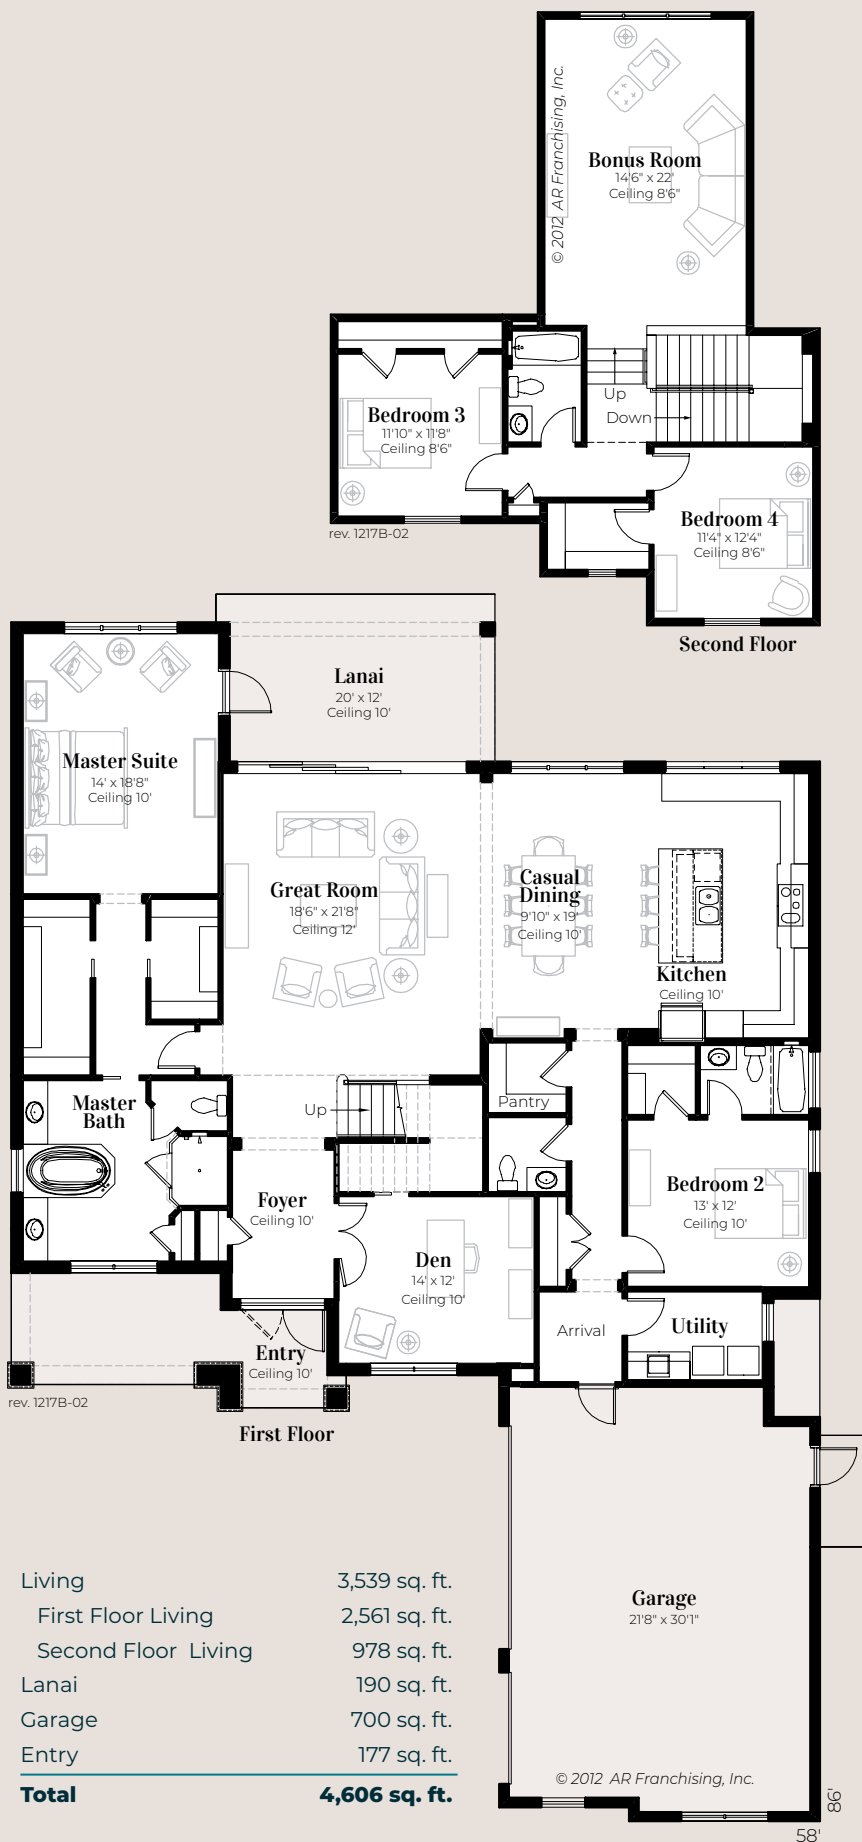 © 2012 AR Franchising, Inc.
Bonus Room
14'6" x 22'
Ceiling 8'6"
Up
Down
Bedroom 3
11'10" x 11'8"
Ceiling 8'6"
rev. 1217B-02
Bedroom 4
11'4" x 12'4"
Ceiling 8'6"
Second Floor
Lanai
20' x 12'
Ceiling 10'
Master Suite
14' x 18'8"
Ceiling 10'
Great Room
18'6" x 21'8"
Ceiling 12'
Casual
Dining
9'10" x 19'
Ceiling 10'
Kitchen
Ceiling 10'
Master
Bath
Up
Pantry
Foyer
Ceiling 10'
Bedroom 2
13' x 12'
Ceiling 10'
Den
14' x 12'
Ceiling 10'
Arrival
Utility
Entry
Ceiling 10'
rev. 1217B-02
First Floor
Garage
21'8" x 30'1"
© 2012 AR Franchising, Inc.
86'
58'
Living 3,539 sq. ft.
First Floor Living 2,561 sq. ft.
Second Floor Living 978 sq. ft.
Lanai 190 sq. ft.
Garage 700 sq. ft.
Entry 177 sq. ft.
Total 4,606 sq. ft.